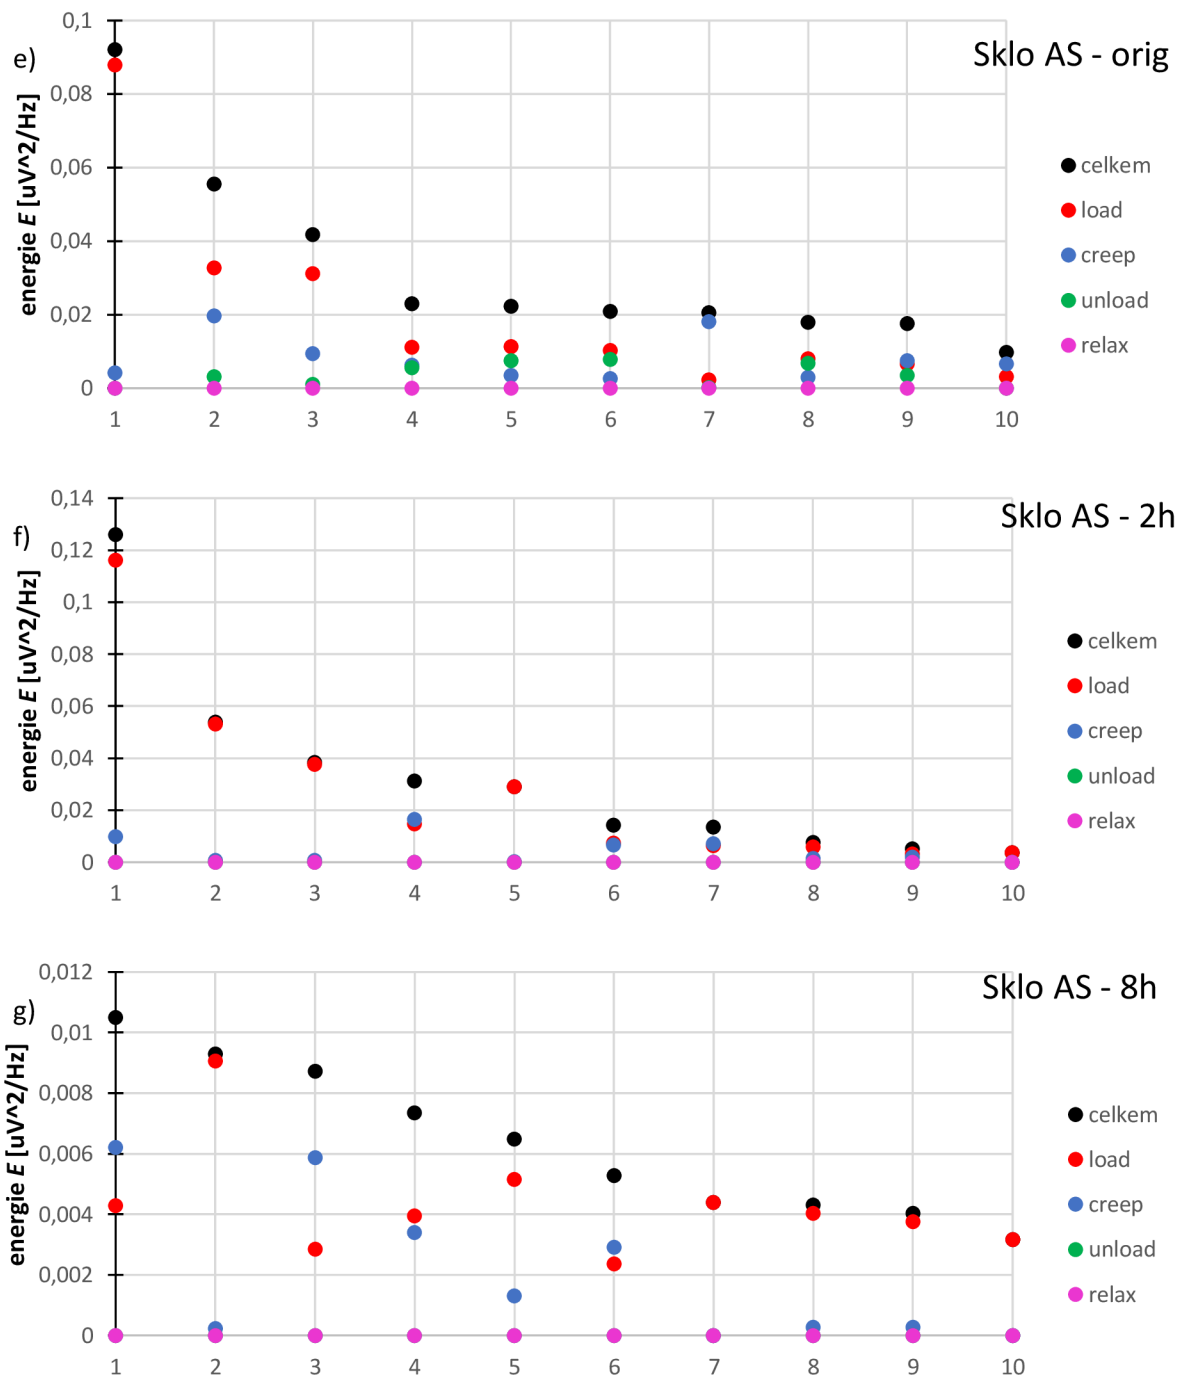 e)
Sklo AS - orig
energie E [uV^2/Hz]
0,1
0,08
0,06
0,04
0,02
0
1 2 3 4 5 6 7 8 9 10
celkem
load
creep
unload
relax
f)
Sklo AS - 2h
energie E [uV^2/Hz]
0,14
0,12
0,1
0,08
0,06
0,04
0,02
0
1 2 3 4 5 6 7 8 9 10
celkem
load
creep
unload
relax
g)
Sklo AS - 8h
energie E [uV^2/Hz]
0,012
0,01
0,008
0,006
0,004
0,002
0
1 2 3 4 5 6 7 8 9 10
celkem
load
creep
unload
relax